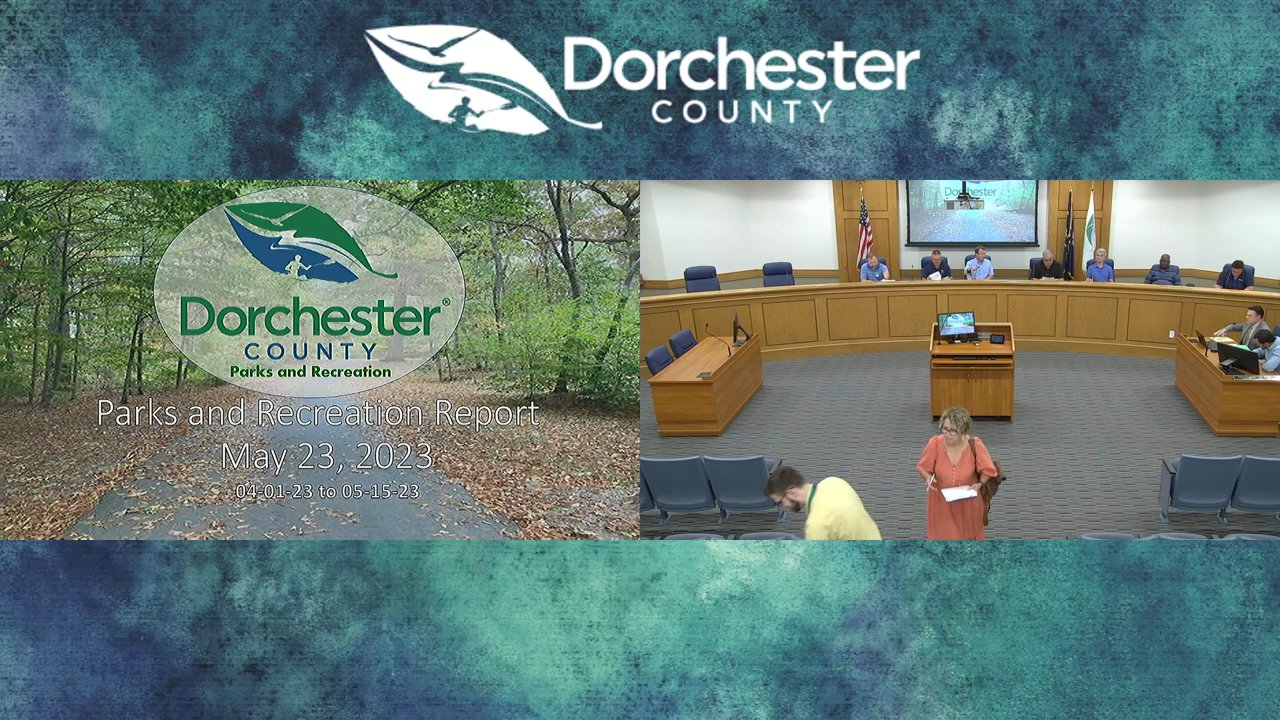 Dorchester
COUNTY
Dorchester®
COUNTY
Parks and Recreation
Parks and Recreation Report
May 23, 2023
04-01-23 to 05-15-23
Dorchester